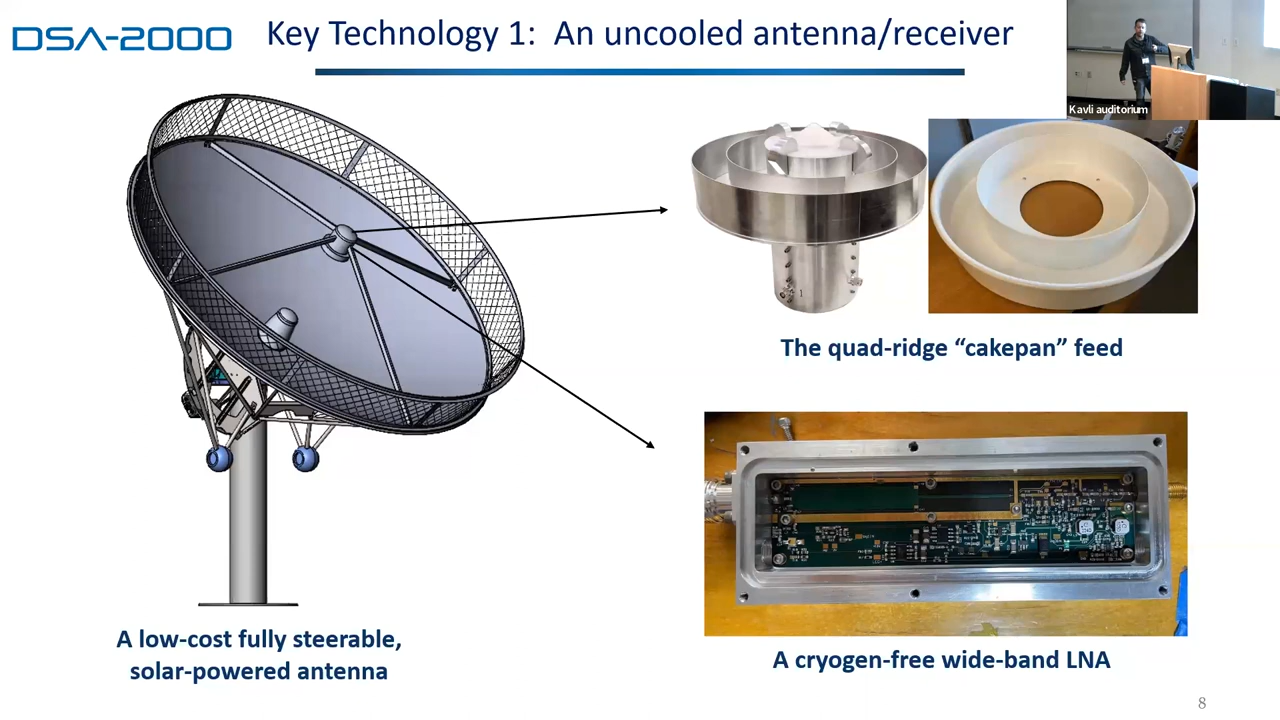 DSA-2000
Key Technology 1: An uncooled antenna/receiver
Kavli auditorium
The quad-ridge “cakepan” feed
A low-cost fully steerable,
solar-powered antenna
A cryogen-free wide-band LNA
8